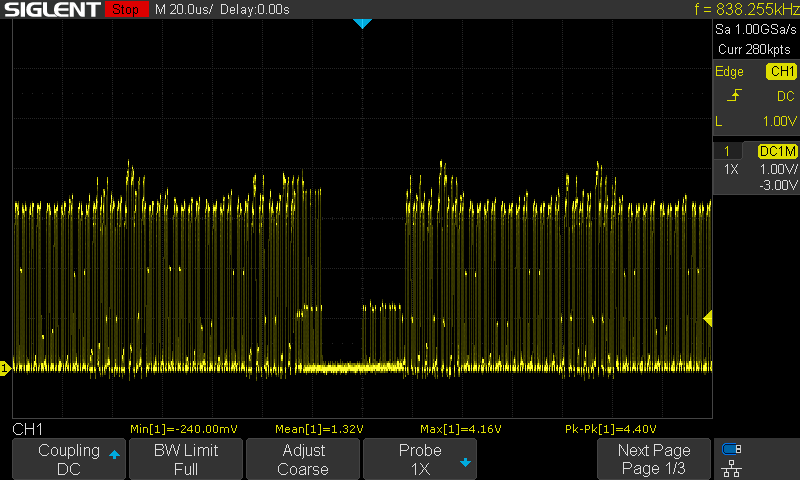 SIGLENT Stop M 20.0us/ Delay:0.00s f = 838.255kHz
Sa 1.00GSa/s
Curr 280kpts
Edge CH1
DC
L 1.00V
1 DC1M
1X 1.00V/
-3.00V
1
CH1
Min[1]=-240.00mV Mean[1]=1.32V Max[1]=4.16V Pk-Pk[1]=4.40V
Coupling BW Limit Adjust Probe Next Page
DC Full Coarse 1X Page 1/3